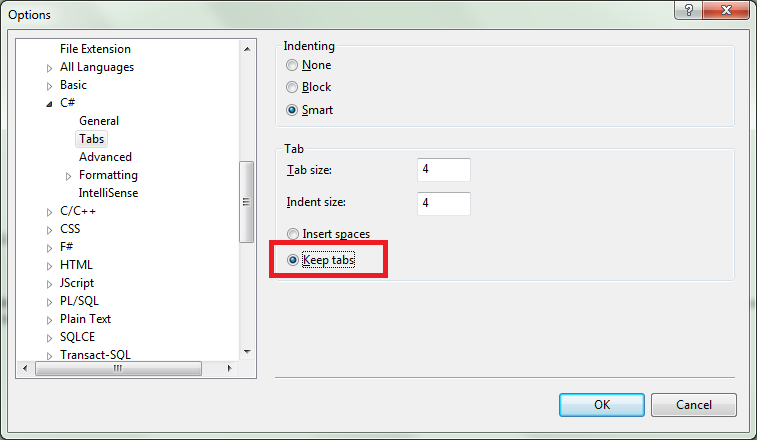 Options
File Extension
All Languages
Basic
C#
General
Tabs
Advanced
Formatting
IntelliSense
C/C++
CSS
F#
HTML
JScript
PL/SQL
Plain Text
SQLCE
Transact-SQL
Indenting
None
Block
Smart
Tab
Tab size: 4
Indent size: 4
Insert spaces
Keep tabs
OK Cancel